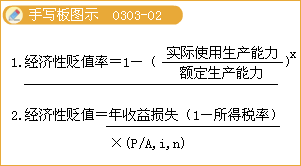 手写板图示 0303-02
1.经济性贬值率=1—（实际使用生产能力/额定生产能力）x
2.经济性贬值=年收益损失（1—所得税率）
×(P/A,i,n)